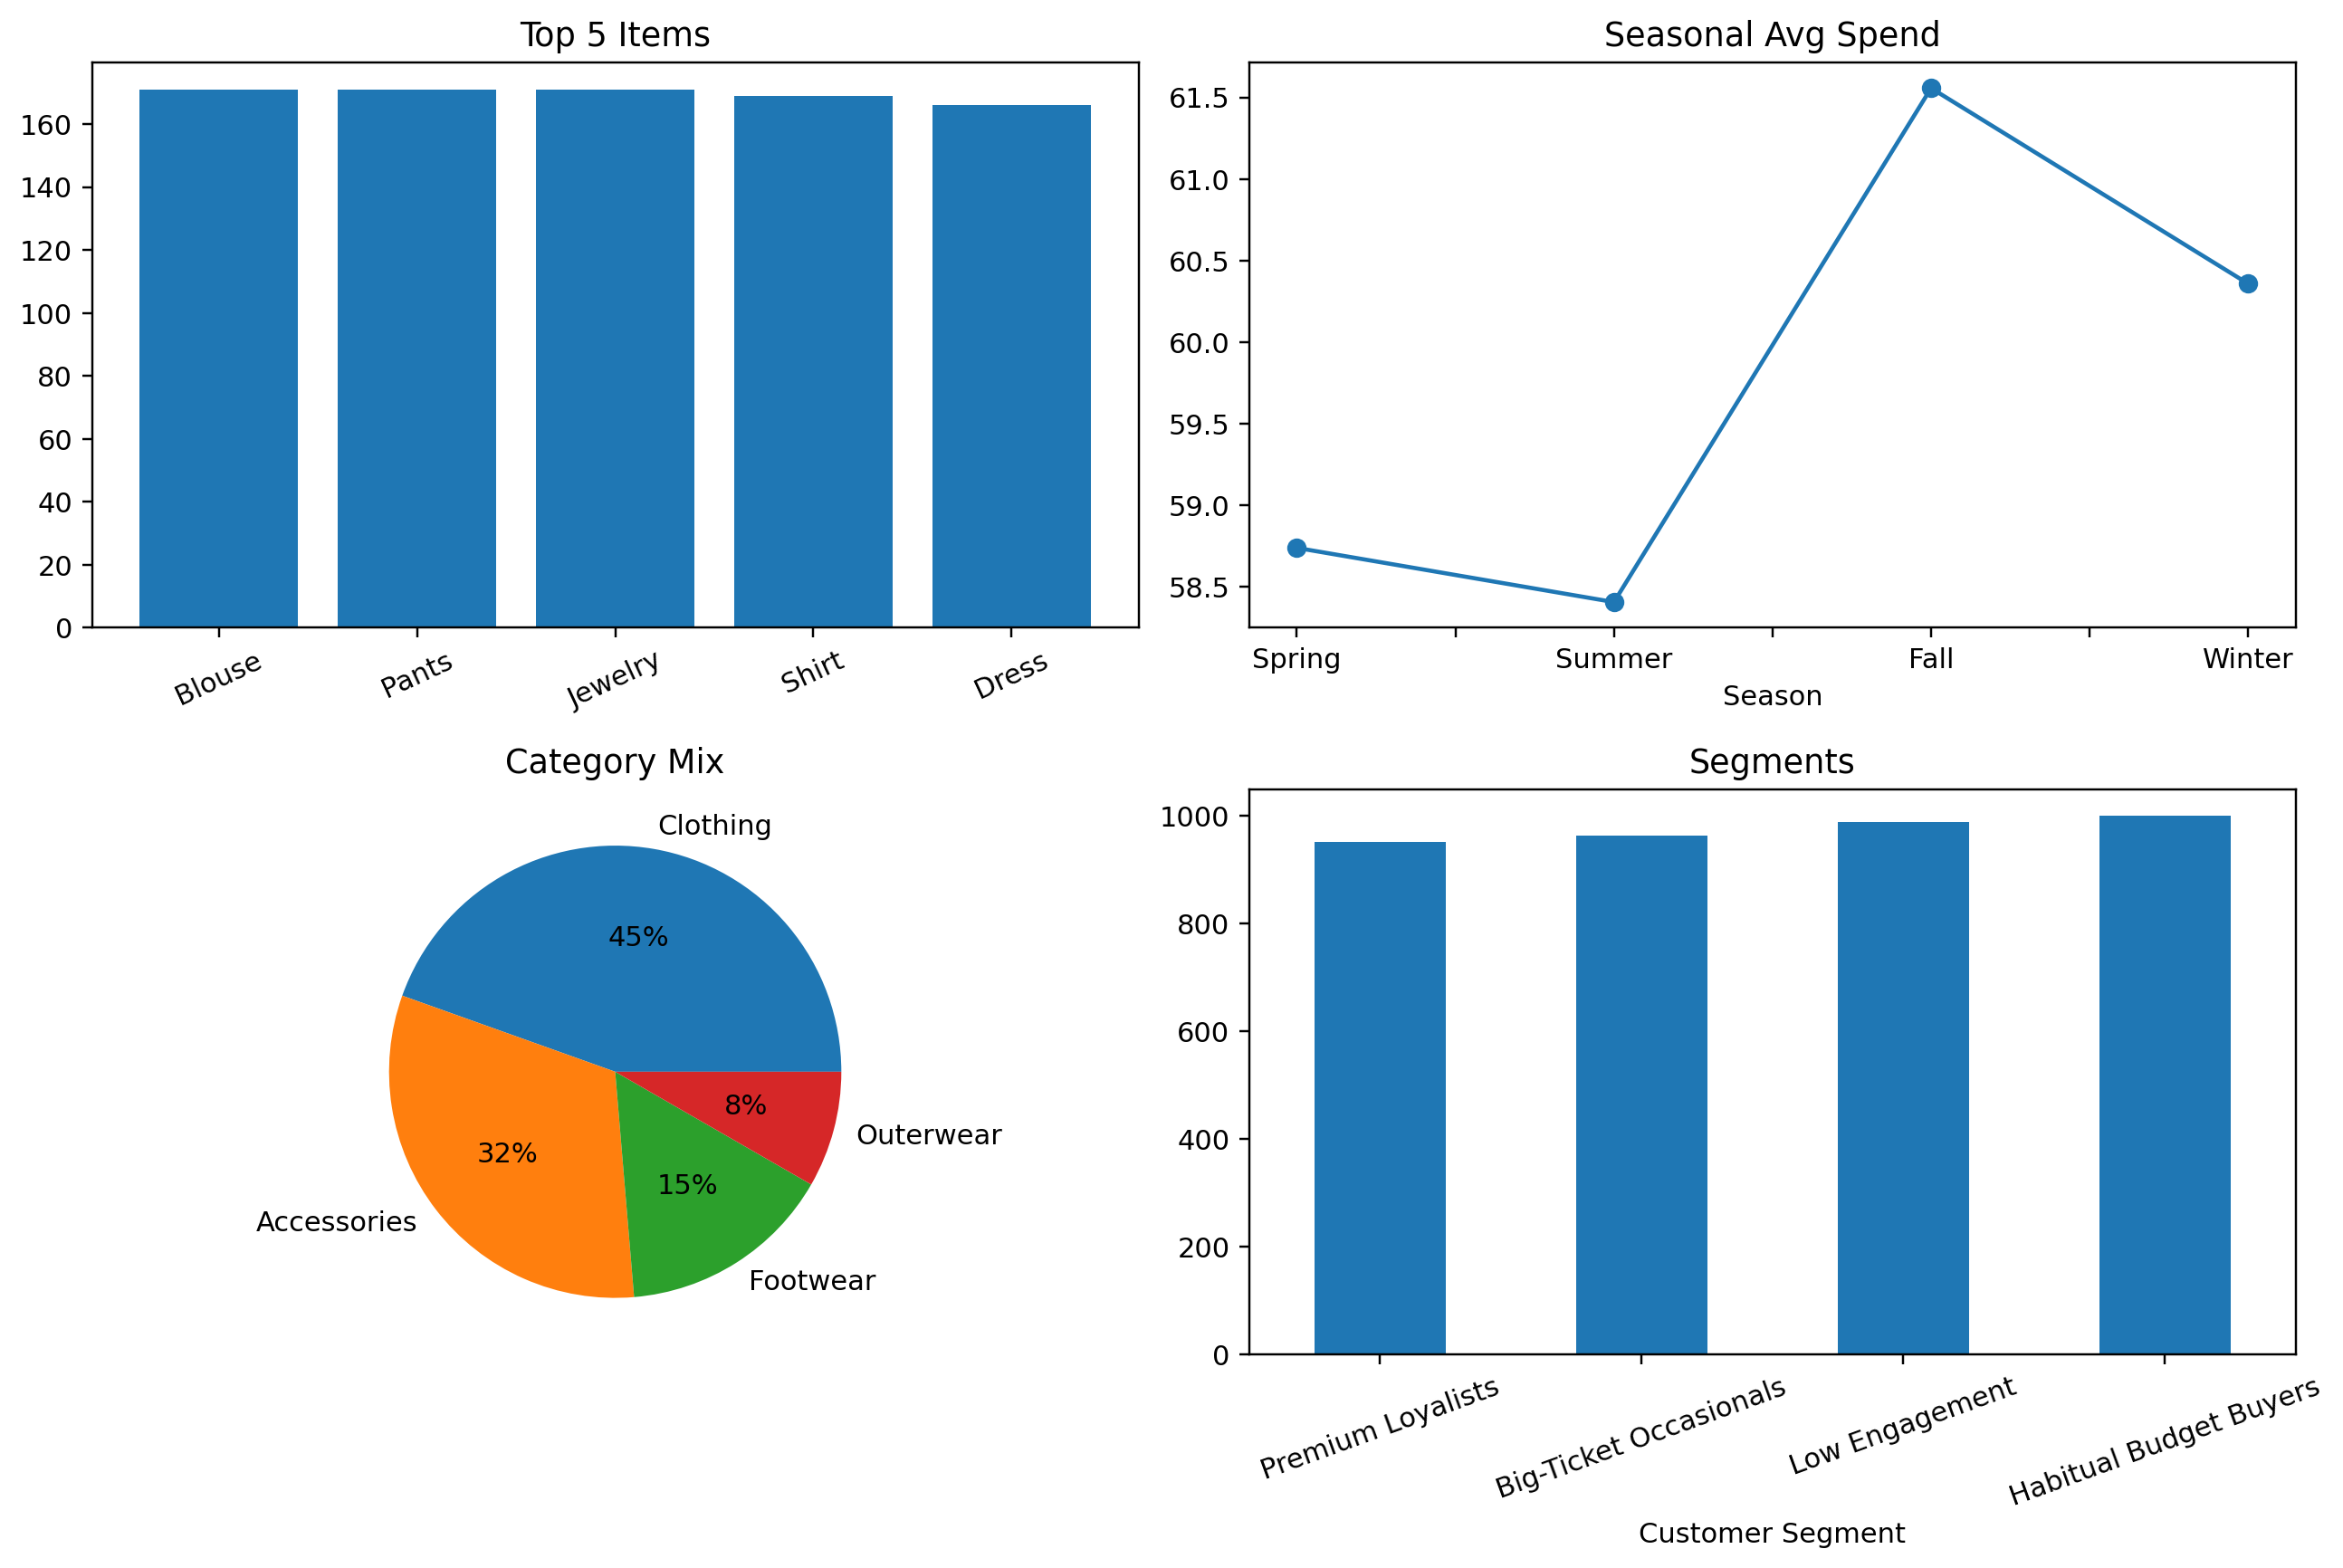 Top 5 Items
160
140
120
100
80
60
40
20
0
Blouse
Pants
Jewelry
Shirt
Dress
Seasonal Avg Spend
61.5
61.0
60.5
60.0
59.5
59.0
58.5
Spring
Summer
Fall
Winter
Season
Category Mix
Clothing
45%
8%
Outerwear
32%
15%
Accessories
Footwear
Segments
1000
800
600
400
200
0
Premium Loyalists
Big-Ticket Occasionals
Low Engagement
Habitual Budget Buyers
Customer Segment